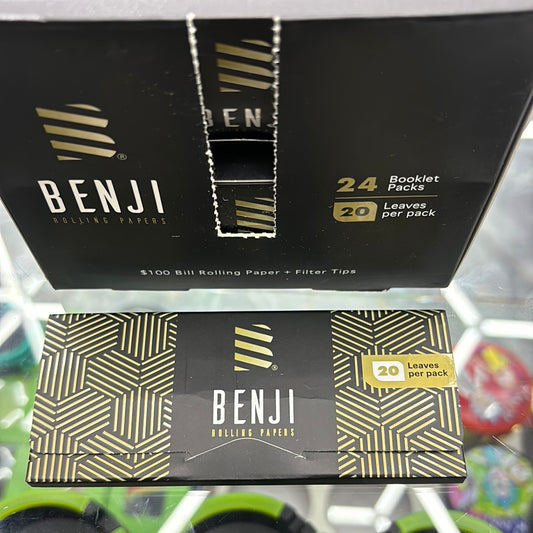 BENJI
®
BENJI
ROLLING PAPERS
24 Booklet
Packs
20 Leaves
per pack
$100 Bill Rolling Paper + Filter Tips
®
BENJI
ROLLING PAPERS
20 Leaves
per pack